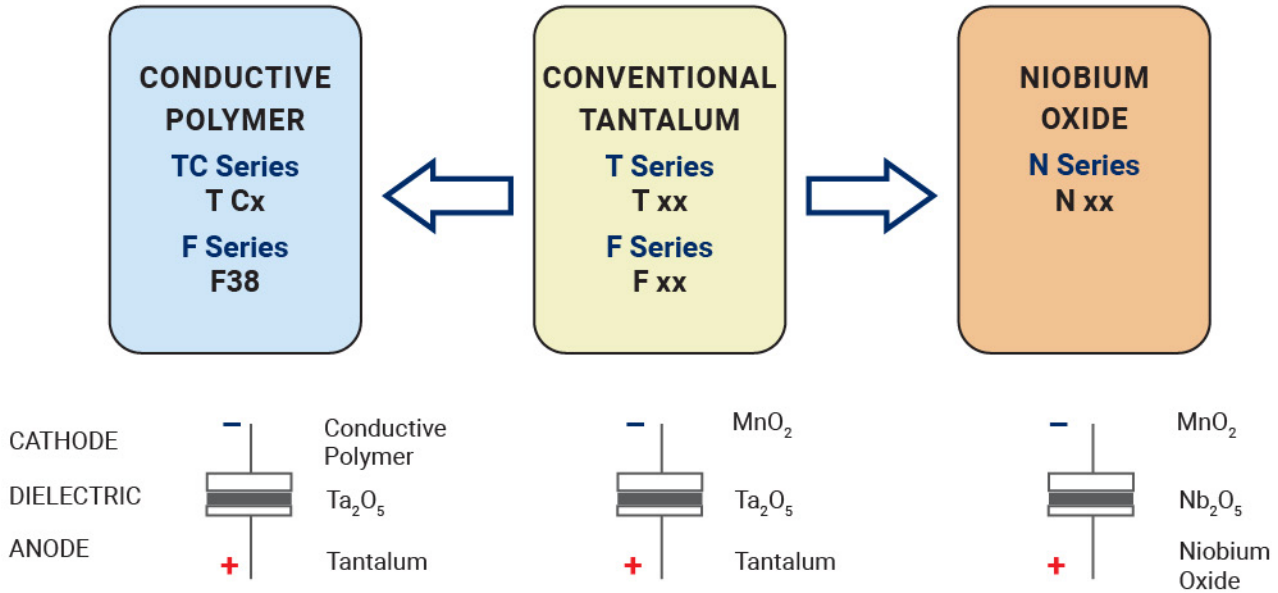 CONDUCTIVE
POLYMER
TC Series
T Cx
F Series
F38
CONVENTIONAL
TANTALUM
T Series
T xx
F Series
F xx
NIOBIUM
OXIDE
N Series
N xx
CATHODE
DIELECTRIC
ANODE
−
Conductive
Polymer
Ta₂O₅
+
Tantalum
−
MnO₂
Ta₂O₅
+
Tantalum
−
MnO₂
Nb₂O₅
+
Niobium
Oxide